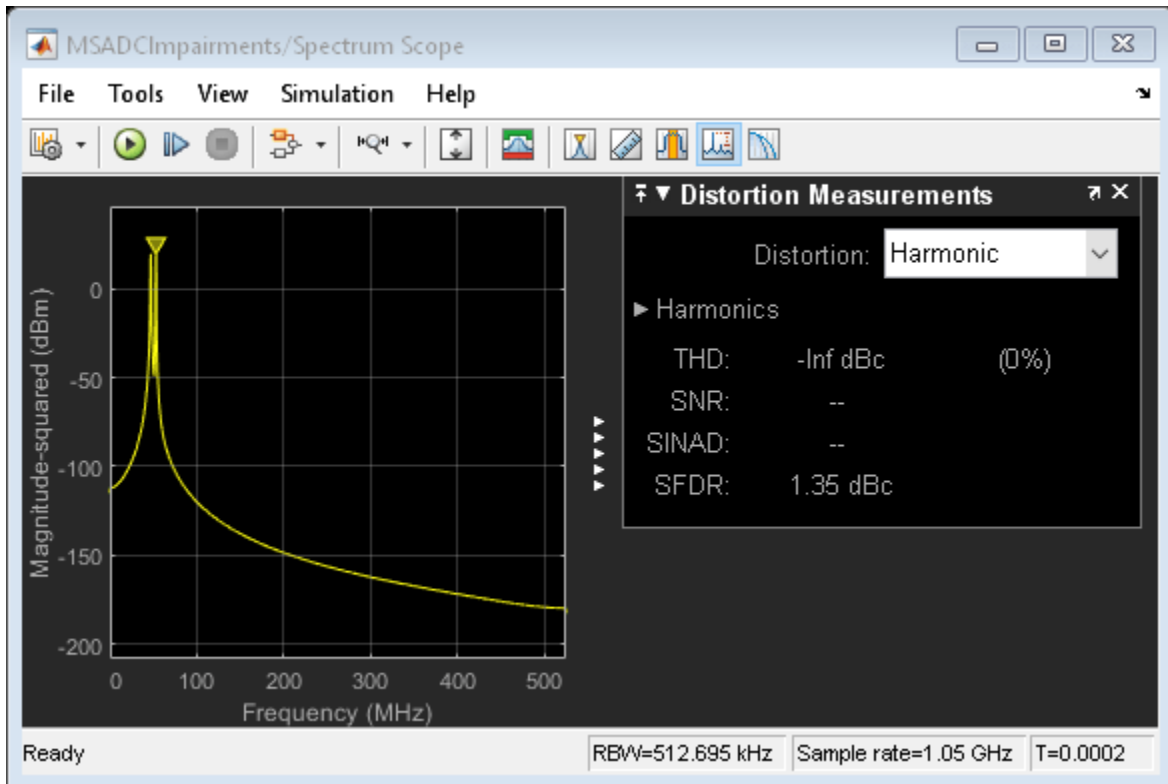 MSADCImpairments/Spectrum Scope
File Tools View Simulation Help
Distortion Measurements
Distortion: Harmonic
Harmonics
THD: -Inf dBc (0%)
SNR: --
SINAD: --
SFDR: 1.35 dBc
Magnitude-squared (dBm)
0
-50
-100
-150
-200
0 100 200 300 400 500
Frequency (MHz)
Ready RBW=512.695 kHz Sample rate=1.05 GHz T=0.0002